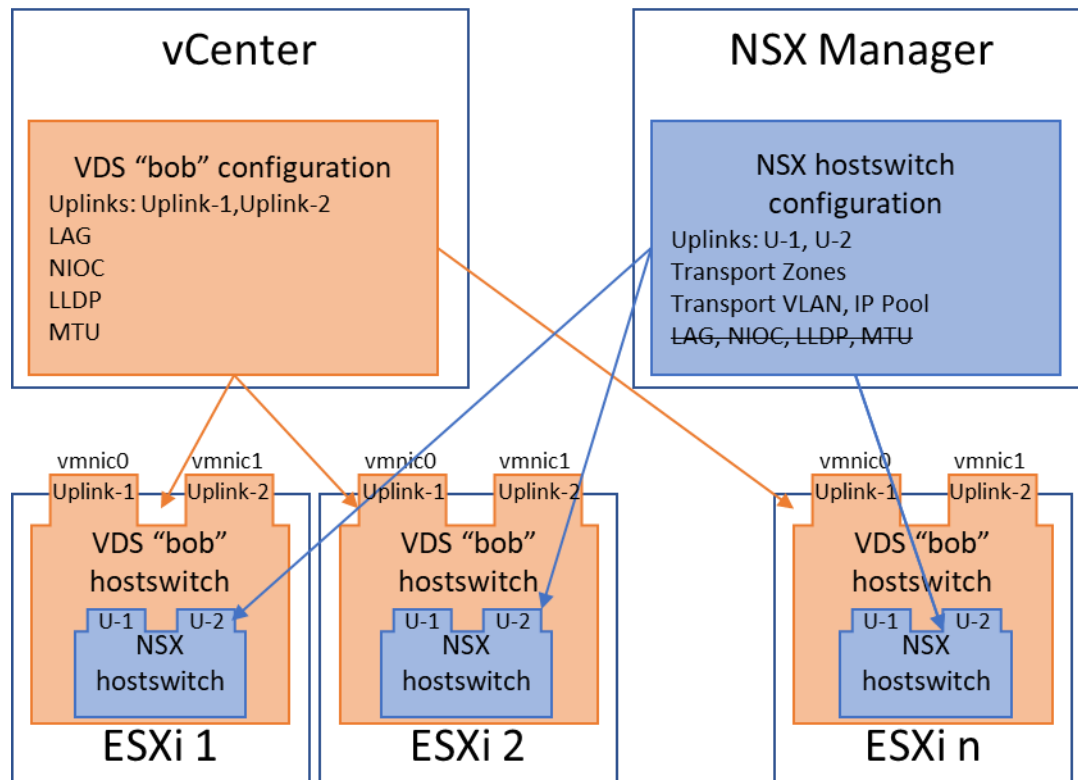 vCenter
VDS “bob” configuration
Uplinks: Uplink-1,Uplink-2
LAG
NIOC
LLDP
MTU
NSX Manager
NSX hostswitch
configuration
Uplinks: U-1, U-2
Transport Zones
Transport VLAN, IP Pool
LAG, NIOC, LLDP, MTU
vmnic0 vmnic1
Uplink-1 Uplink-2
VDS “bob”
hostswitch
U-1 U-2
NSX
hostswitch
ESXi 1
vmnic0 vmnic1
Uplink-1 Uplink-2
VDS “bob”
hostswitch
U-1 U-2
NSX
hostswitch
ESXi 2
vmnic0 vmnic1
Uplink-1 Uplink-2
VDS “bob”
hostswitch
U-1 U-2
NSX
hostswitch
ESXi n